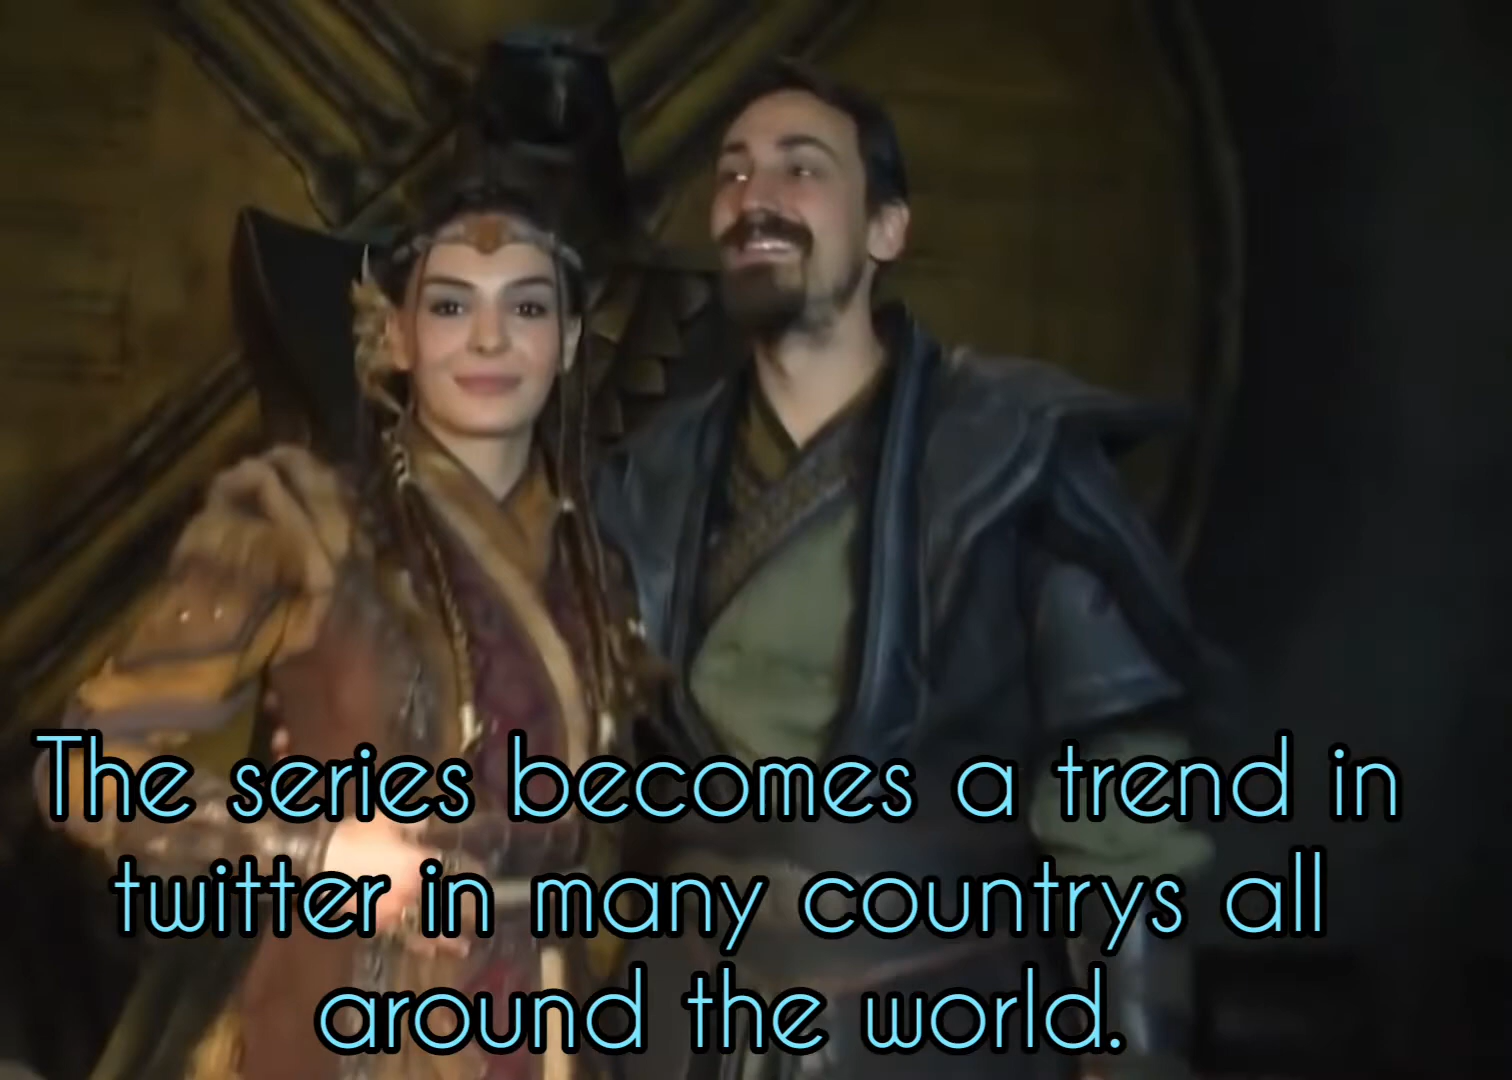 The series becomes a trend in
twitter in many countrys all
around the world.